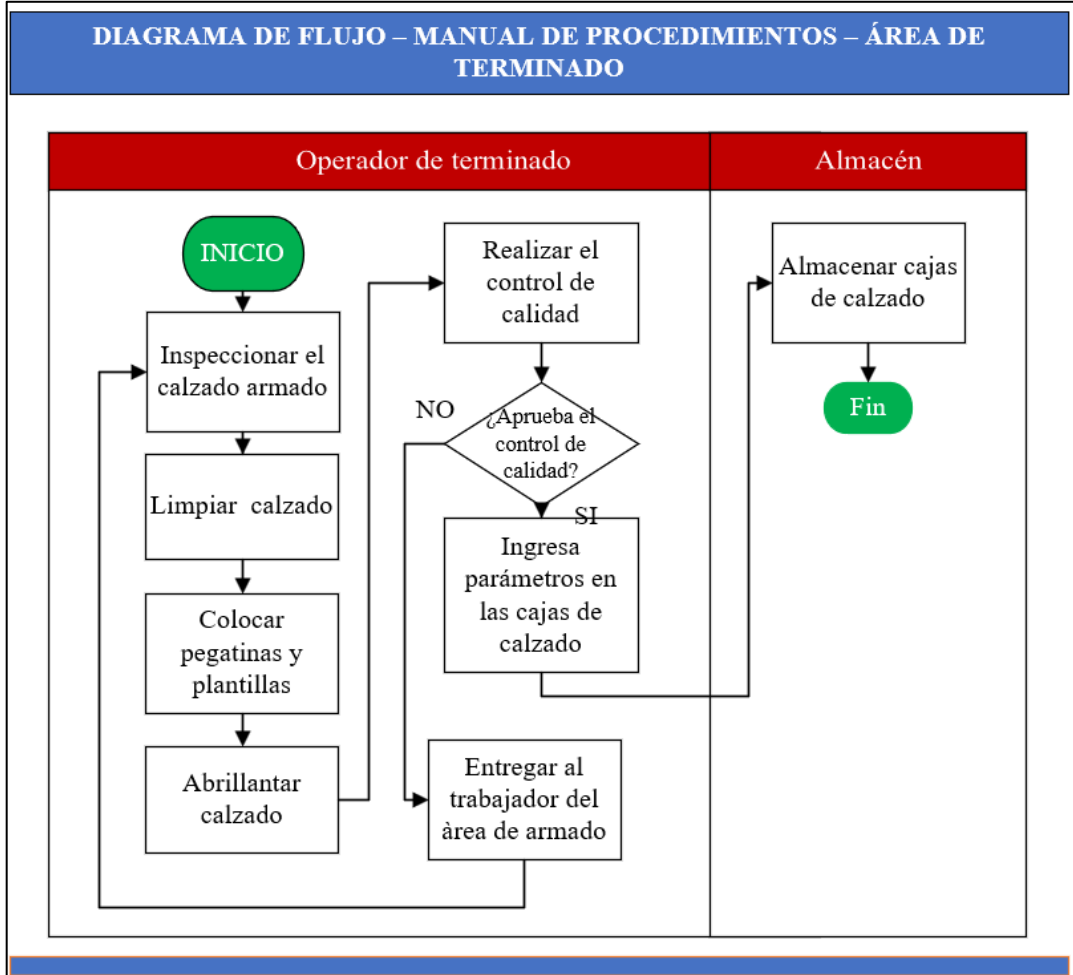 DIAGRAMA DE FLUJO – MANUAL DE PROCEDIMIENTOS – ÁREA DE
TERMINADO
Operador de terminado
Almacén
INICIO
Inspeccionar el
calzado armado
Limpiar calzado
Colocar
pegatinas y
plantillas
Abrillantar
calzado
Realizar el
control de
calidad
NO
¿Aprueba el
control de
calidad?
SI
Ingresa
parámetros en
las cajas de
calzado
Entregar al
trabajador del
àrea de armado
Almacenar cajas
de calzado
Fin